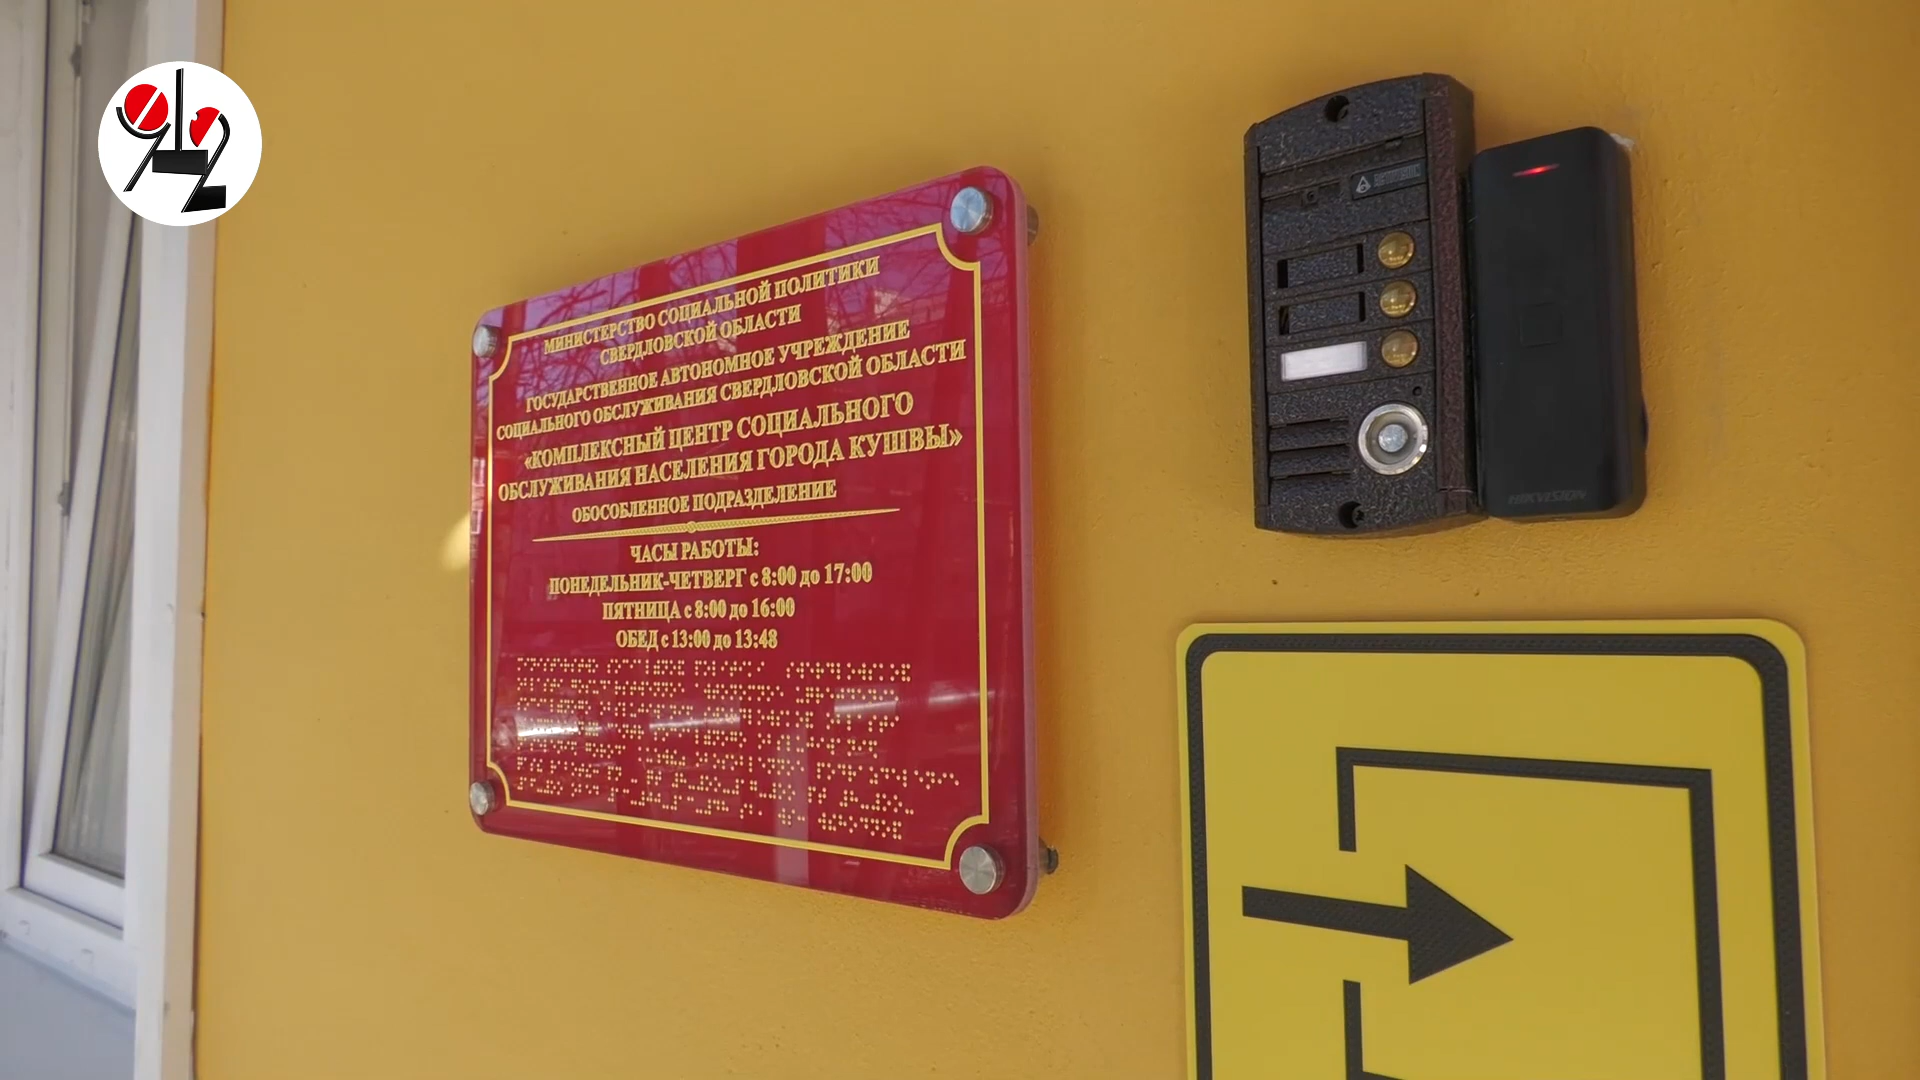 МИНИСТЕРСТВО СОЦИАЛЬНОЙ ПОЛИТИКИ
СВЕРДЛОВСКОЙ ОБЛАСТИ
ГОСУДАРСТВЕННОЕ АВТОНОМНОЕ УЧРЕЖДЕНИЕ
СОЦИАЛЬНОГО ОБСЛУЖИВАНИЯ СВЕРДЛОВСКОЙ ОБЛАСТИ
«КОМПЛЕКСНЫЙ ЦЕНТР СОЦИАЛЬНОГО
ОБСЛУЖИВАНИЯ НАСЕЛЕНИЯ ГОРОДА КУШВЫ»
ОБОСОБЛЕННОЕ ПОДРАЗДЕЛЕНИЕ
ЧАСЫ РАБОТЫ:
ПОНЕДЕЛЬНИК-ЧЕТВЕРГ с 8:00 до 17:00
ПЯТНИЦА с 8:00 до 16:00
ОБЕД с 13:00 до 13:48
HIKVISION